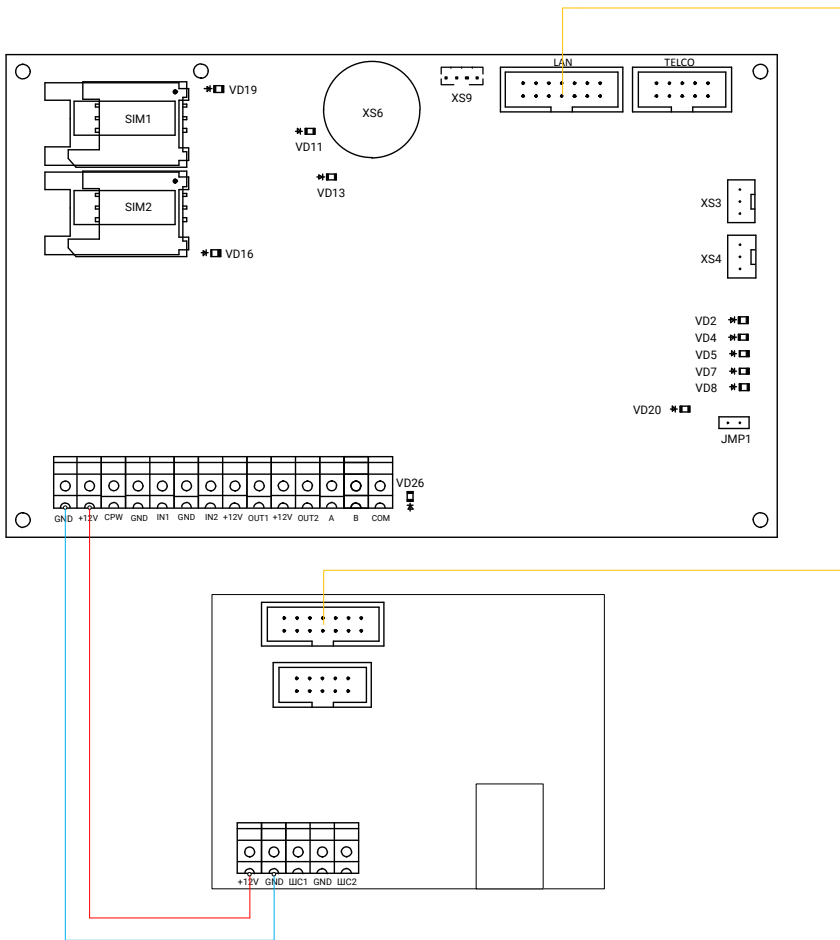 LAN TELCO
VD19
XS9
SIM1
XS6
VD11
VD13
XS3
SIM2
VD16
XS4
VD2
VD4
VD5
VD7
VD8
VD20
JMP1
VD26
GND +12V CPW GND IN1 GND IN2 +12V OUT1 +12V OUT2 A B COM
+12V GND ШС1 GND ШС2